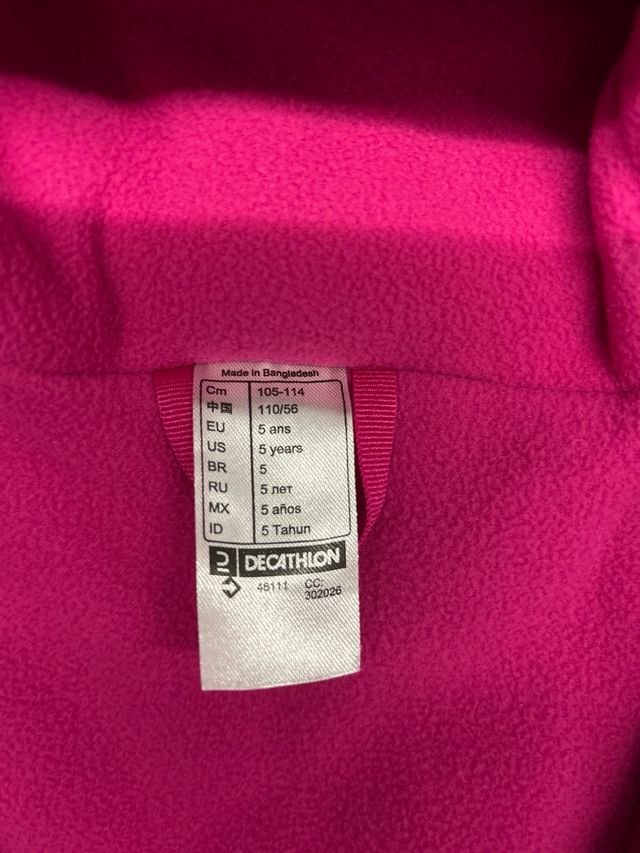 Made in Bangladesh
Cm 105-114
中国 110/56
EU 5 ans
US 5 years
BR 5
RU 5 лет
MX 5 años
ID 5 Tahun
DECATHLON
46111 CC:
302026